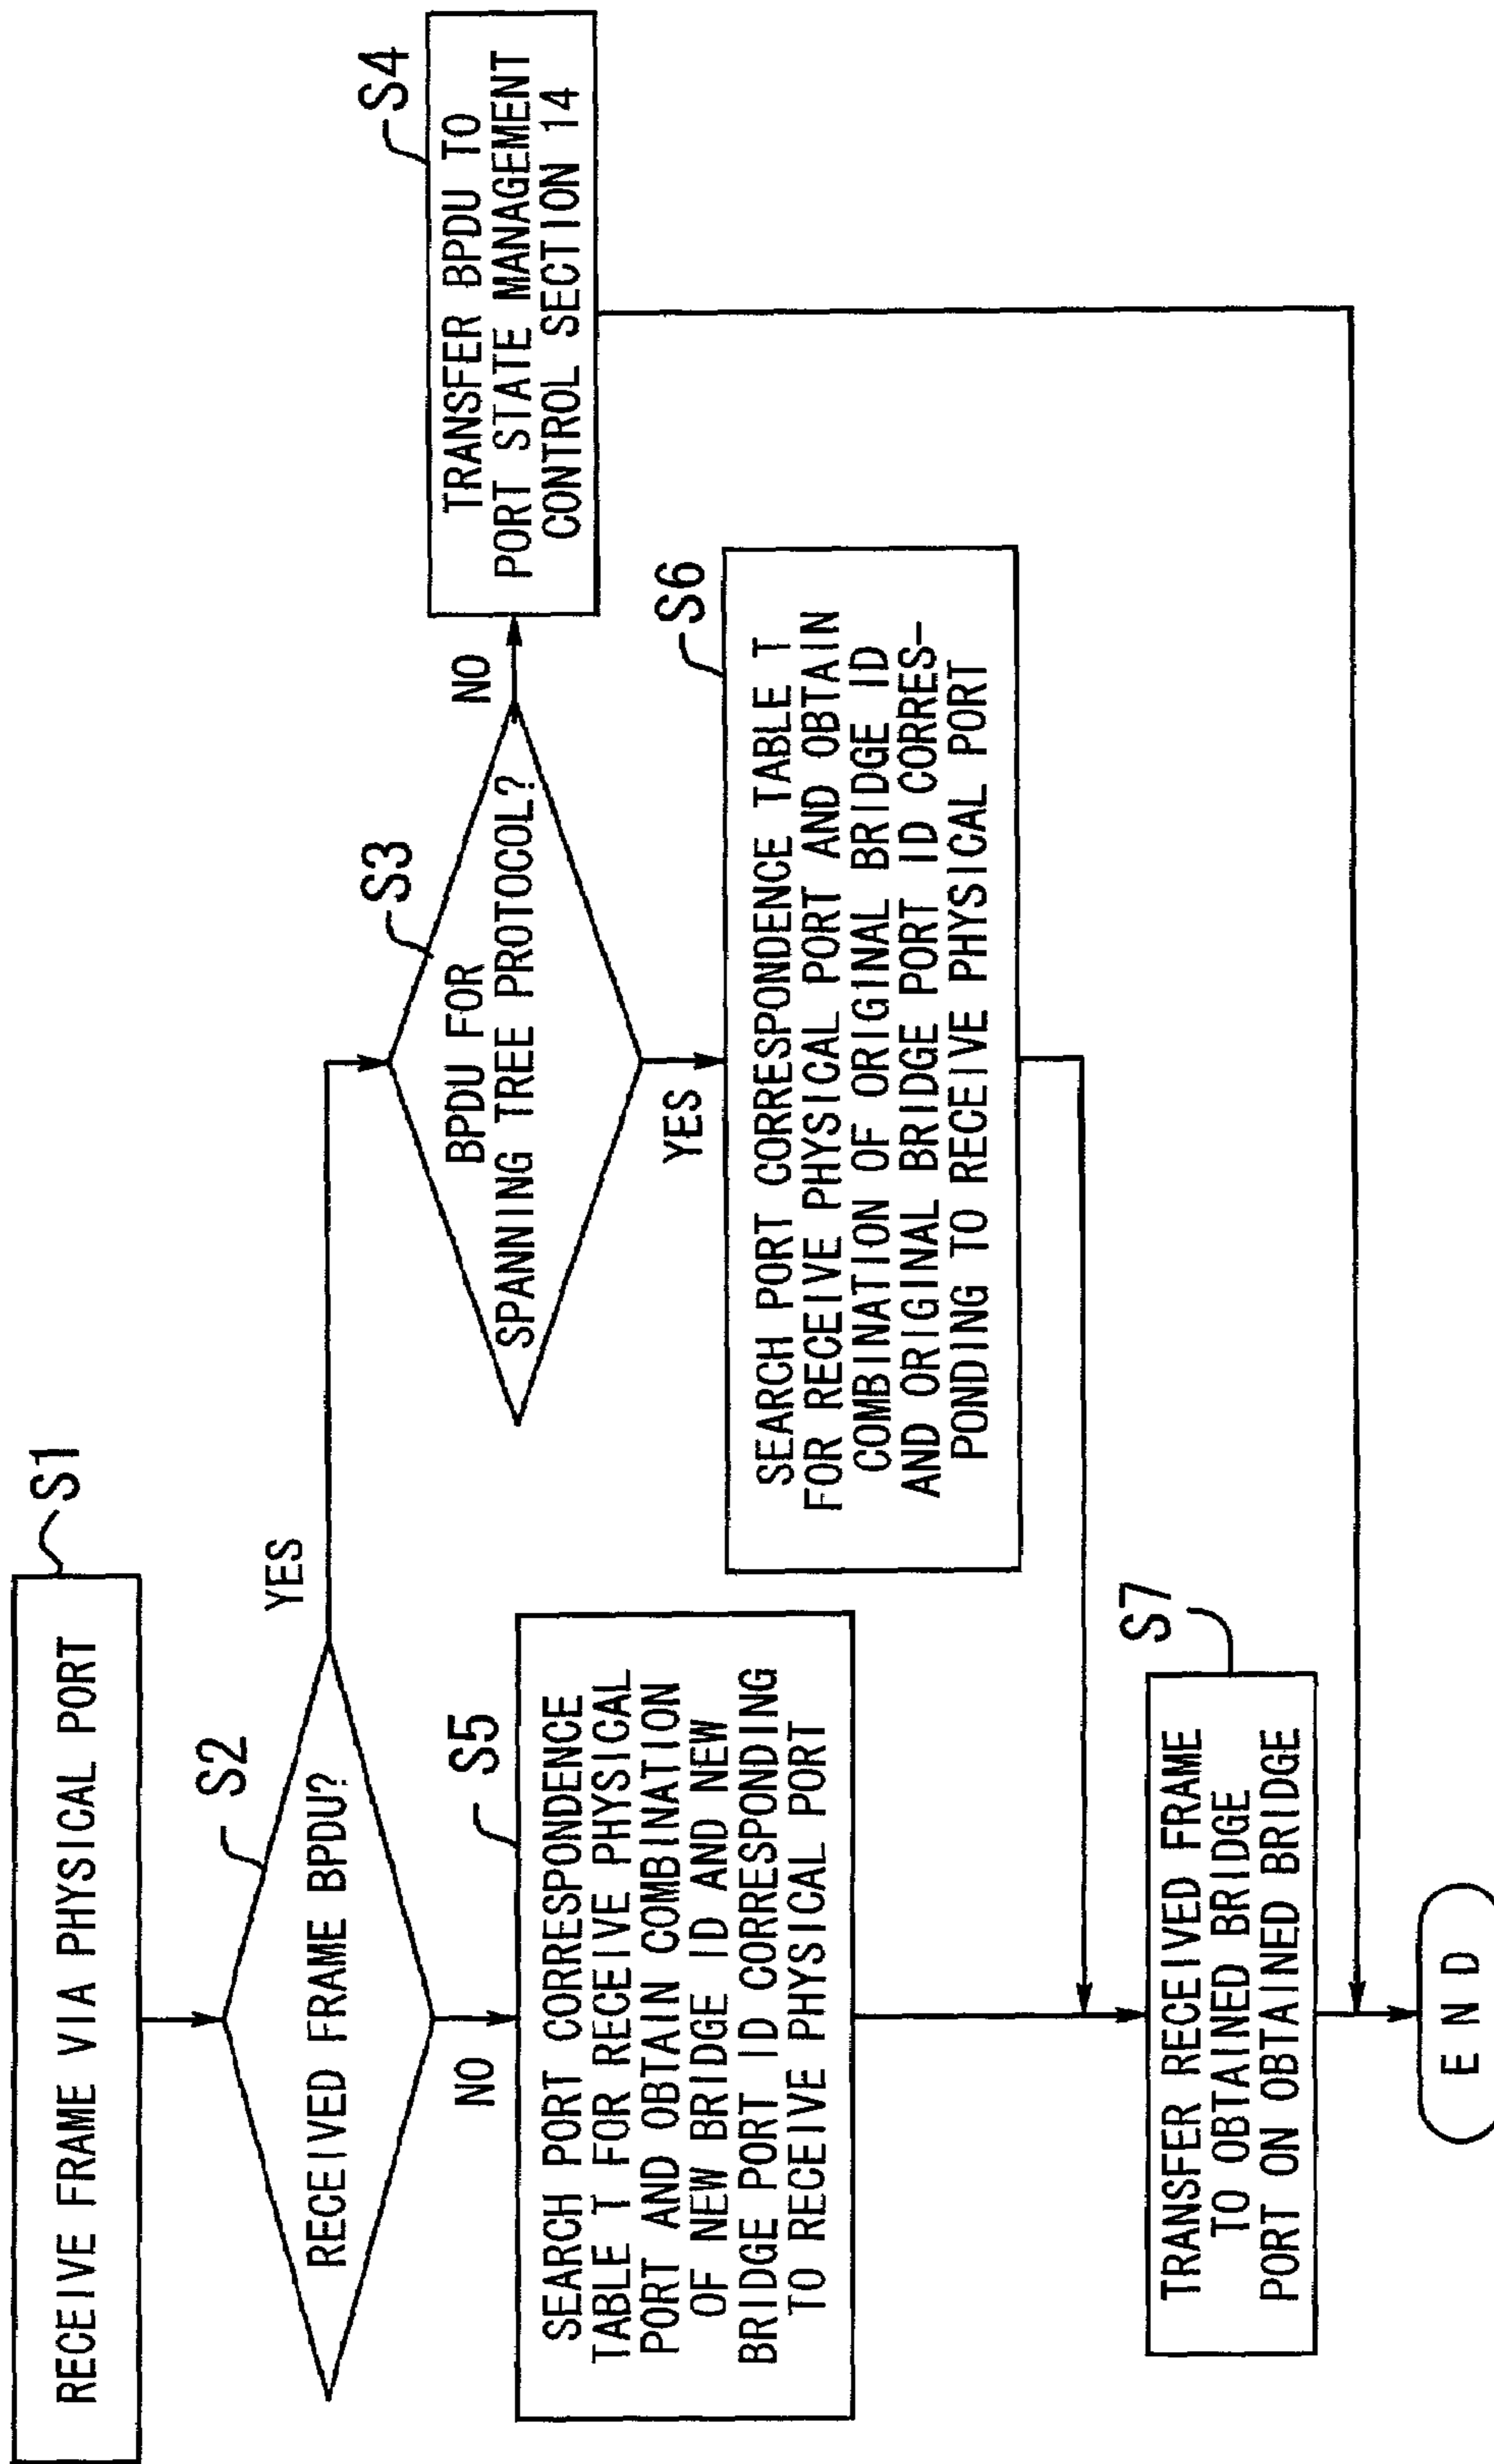 RECEIVE FRAME VIA PHYSICAL PORT
S1
RECEIVED FRAME BPDU?
S2
YES
NO
BPDU FOR
SPANNING TREE PROTOCOL?
S3
NO
YES
TRANSFER BPDU TO
PORT STATE MANAGEMENT
CONTROL SECTION 14
S4
SEARCH PORT CORRESPONDENCE
TABLE T FOR RECEIVE PHYSICAL
PORT AND OBTAIN COMBINATION
OF NEW BRIDGE ID AND NEW
BRIDGE PORT ID CORRESPONDING
TO RECEIVE PHYSICAL PORT
S5
SEARCH PORT CORRESPONDENCE TABLE T
FOR RECEIVE PHYSICAL PORT AND OBTAIN
COMBINATION OF ORIGINAL BRIDGE ID
AND ORIGINAL BRIDGE PORT ID CORRES-
PONDING TO RECEIVE PHYSICAL PORT
S6
TRANSFER RECEIVED FRAME
TO OBTAINED BRIDGE
PORT ON OBTAINED BRIDGE
S7
END